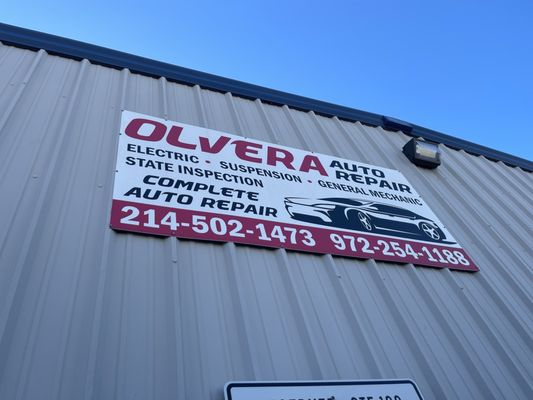 OLVERA AUTO REPAIR
ELECTRIC • SUSPENSION • GENERAL MECHANIC
STATE INSPECTION
COMPLETE
AUTO REPAIR
214-502-1473 972-254-1188